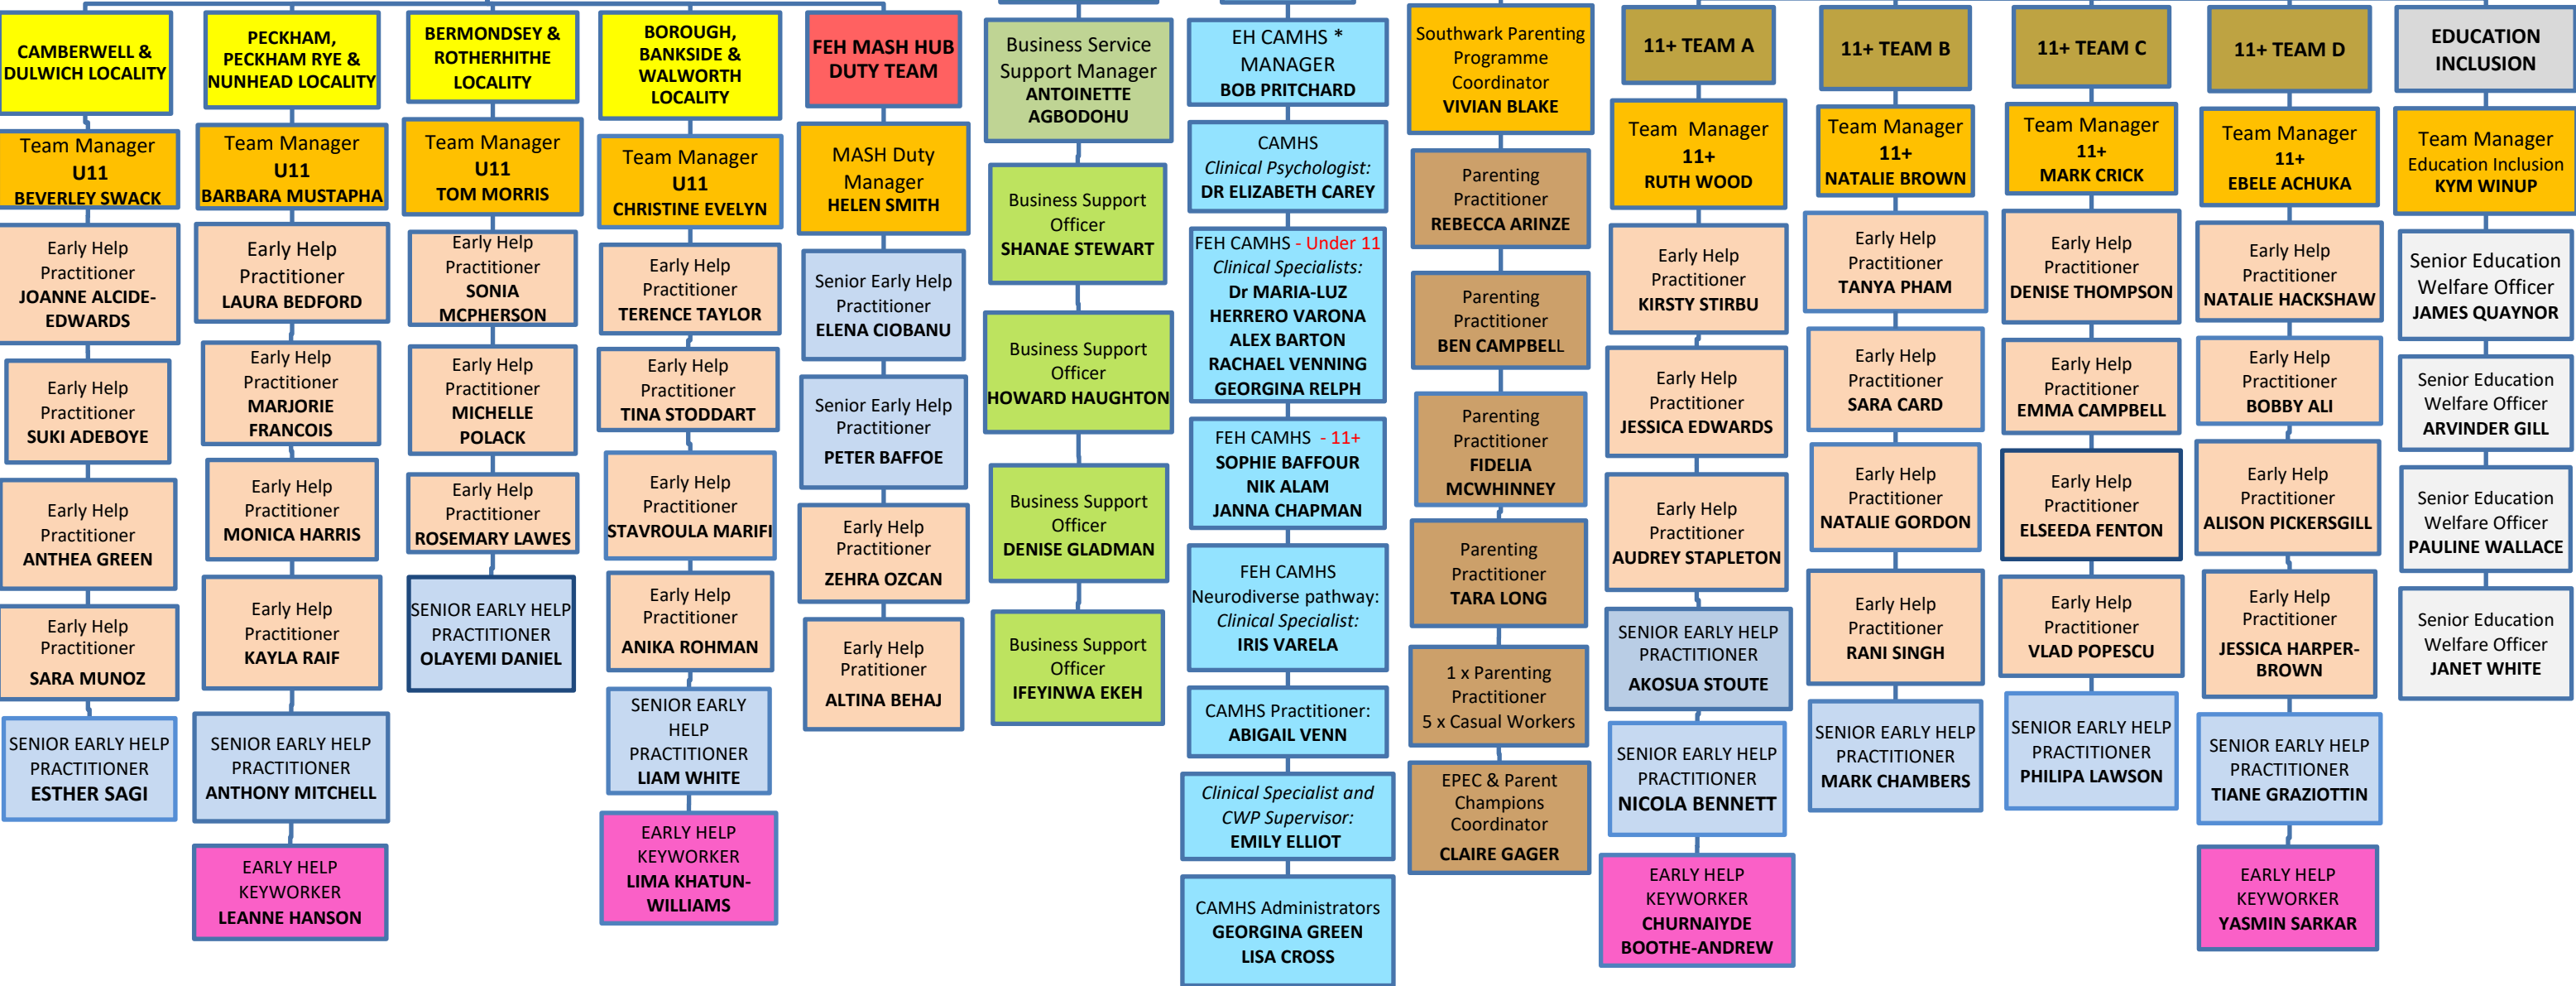 CAMBERWELL &
DULWICH LOCALITY
Team Manager
U11
BEVERLEY SWACK
Early Help
Practitioner
JOANNE ALCIDE-
EDWARDS
Early Help
Practitioner
SUKI ADEBOYE
Early Help
Practitioner
ANTHEA GREEN
Early Help
Practitioner
SARA MUNOZ
SENIOR EARLY HELP
PRACTITIONER
ESTHER SAGI
PECKHAM,
PECKHAM RYE &
NUNHEAD LOCALITY
Team Manager
U11
BARBARA MUSTAPHA
Early Help
Practitioner
LAURA BEDFORD
Early Help
Practitioner
MARJORIE
FRANCOIS
Early Help
Practitioner
MONICA HARRIS
Early Help
Practitioner
KAYLA RAIF
SENIOR EARLY HELP
PRACTITIONER
ANTHONY MITCHELL
EARLY HELP
KEYWORKER
LEANNE HANSON
BERMONDSEY &
ROTHERHITHE
LOCALITY
Team Manager
U11
TOM MORRIS
Early Help
Practitioner
SONIA
MCPHERSON
Early Help
Practitioner
MICHELLE
POLACK
Early Help
Practitioner
ROSEMARY LAWES
SENIOR EARLY HELP
PRACTITIONER
OLAYEMI DANIEL
BOROUGH,
BANKSIDE &
WALWORTH
LOCALITY
Team Manager
U11
CHRISTINE EVELYN
Early Help
Practitioner
TERENCE TAYLOR
Early Help
Practitioner
TINA STODDART
Early Help
Practitioner
STAVROULA MARIFI
Early Help
Practitioner
ANIKA ROHMAN
SENIOR EARLY
HELP
PRACTITIONER
LIAM WHITE
EARLY HELP
KEYWORKER
LIMA KHATUN-
WILLIAMS
FEH MASH HUB
DUTY TEAM
MASH Duty
Manager
HELEN SMITH
Senior Early Help
Practitioner
ELENA CIOBANU
Senior Early Help
Practitioner
PETER BAFFOE
Early Help
Practitioner
ZEHRA OZCAN
Early Help
Pratitioner
ALTINA BEHAJ
Business Service
Support Manager
ANTOINETTE
AGBODOHU
Business Support
Officer
SHANAE STEWART
Business Support
Officer
HOWARD HAUGHTON
Business Support
Officer
DENISE GLADMAN
Business Support
Officer
IFEYINWA EKEH
EH CAMHS *
MANAGER
BOB PRITCHARD
CAMHS
Clinical Psychologist:
DR ELIZABETH CAREY
FEH CAMHS - Under 11
Clinical Specialists:
Dr MARIA-LUZ
HERRERO VARONA
ALEX BARTON
RACHAEL VENNING
GEORGINA RELPH
FEH CAMHS - 11+
SOPHIE BAFFOUR
NIK ALAM
JANNA CHAPMAN
FEH CAMHS
Neurodiverse pathway:
Clinical Specialist:
IRIS VARELA
CAMHS Practitioner:
ABIGAIL VENN
Clinical Specialist and
CWP Supervisor:
EMILY ELLIOT
CAMHS Administrators
GEORGINA GREEN
LISA CROSS
Southwark Parenting
Programme
Coordinator
VIVIAN BLAKE
Parenting
Practitioner
REBECCA ARINZE
Parenting
Practitioner
BEN CAMPBELL
Parenting
Practitioner
FIDELIA
MCWHINNEY
Parenting
Practitioner
TARA LONG
1 x Parenting
Practitioner
5 x Casual Workers
EPEC & Parent
Champions
Coordinator
CLAIRE GAGER
11+ TEAM A
Team Manager
11+
RUTH WOOD
Early Help
Practitioner
KIRSTY STIRBU
Early Help
Practitioner
JESSICA EDWARDS
Early Help
Practitioner
AUDREY STAPLETON
SENIOR EARLY HELP
PRACTITIONER
AKOSUA STOUTE
SENIOR EARLY HELP
PRACTITIONER
NICOLA BENNETT
EARLY HELP
KEYWORKER
CHURNAIYDE
BOOTHE-ANDREW
11+ TEAM B
Team Manager
11+
NATALIE BROWN
Early Help
Practitioner
TANYA PHAM
Early Help
Practitioner
SARA CARD
Early Help
Practitioner
NATALIE GORDON
Early Help
Practitioner
RANI SINGH
SENIOR EARLY HELP
PRACTITIONER
MARK CHAMBERS
11+ TEAM C
Team Manager
11+
MARK CRICK
Early Help
Practitioner
DENISE THOMPSON
Early Help
Practitioner
EMMA CAMPBELL
Early Help
Practitioner
ELSEEDA FENTON
Early Help
Practitioner
VLAD POPESCU
SENIOR EARLY HELP
PRACTITIONER
PHILIPA LAWSON
11+ TEAM D
Team Manager
11+
EBELE ACHUKA
Early Help
Practitioner
NATALIE HACKSHAW
Early Help
Practitioner
BOBBY ALI
Early Help
Practitioner
ALISON PICKERSGILL
Early Help
Practitioner
JESSICA HARPER-
BROWN
SENIOR EARLY HELP
PRACTITIONER
TIANE GRAZIOTTIN
EARLY HELP
KEYWORKER
YASMIN SARKAR
EDUCATION
INCLUSION
Team Manager
Education Inclusion
KYM WINUP
Senior Education
Welfare Officer
JAMES QUAYNOR
Senior Education
Welfare Officer
ARVINDER GILL
Senior Education
Welfare Officer
PAULINE WALLACE
Senior Education
Welfare Officer
JANET WHITE